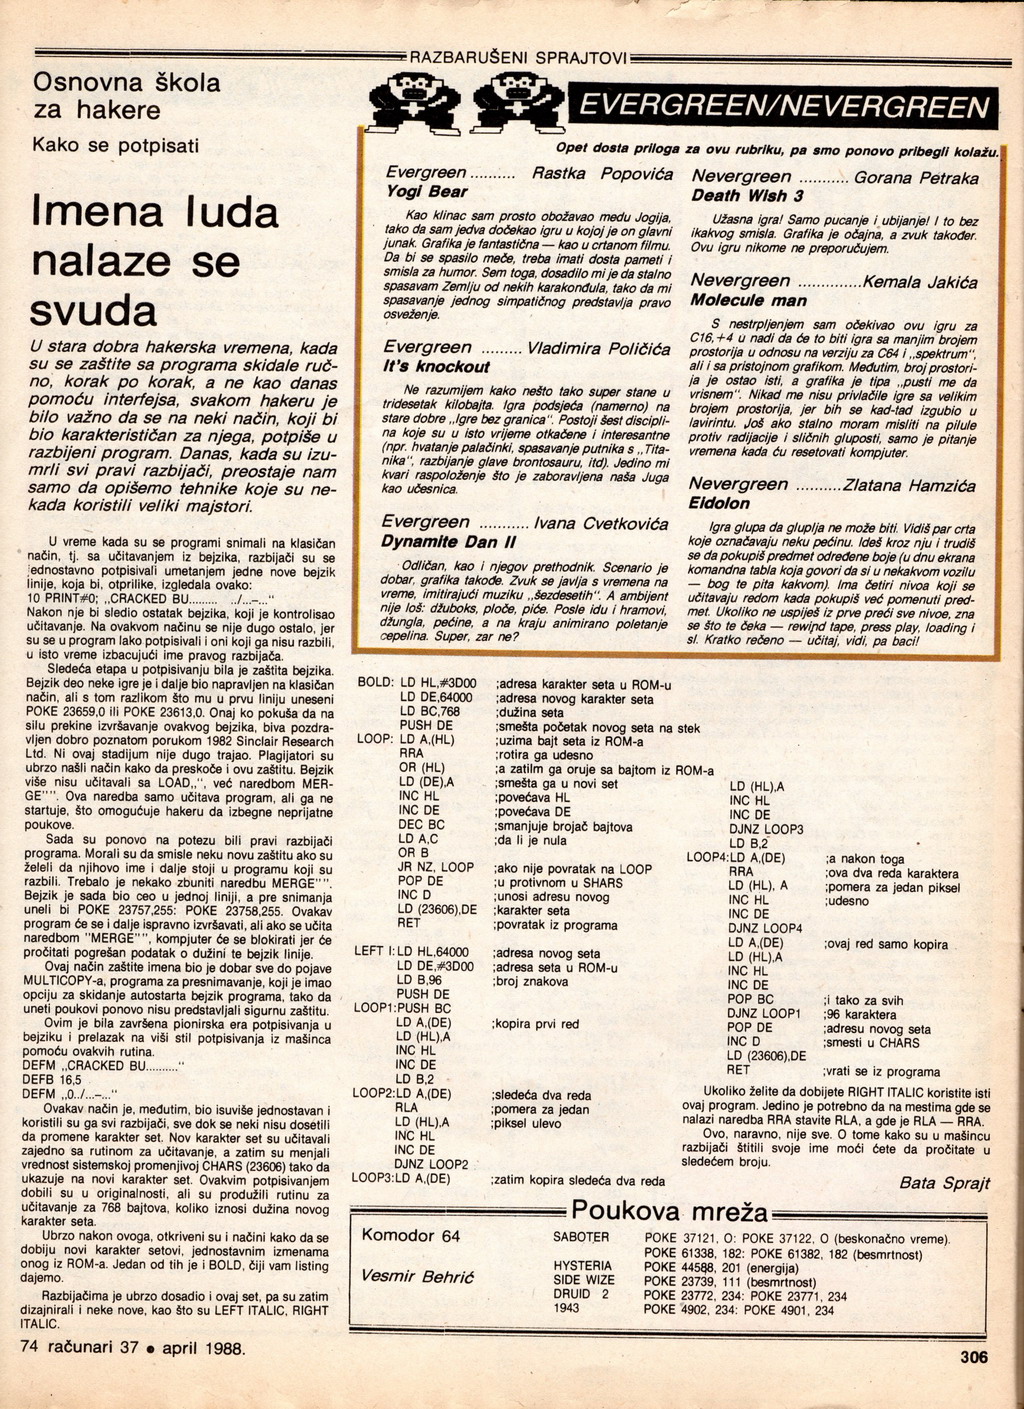 RAZBARUŠENI SPRAJTOVI
Osnovna škola
za hakere
Kako se potpisati
Imena luda
nalaze se
svuda
U stara dobra hakerska vremena, kada
su se zaštite sa programa skidale ruč-
no, korak po korak, a ne kao danas
pomoću interfejsa, svakom hakeru je
bilo važno da se na neki način, koji bi
bio karakterističan za njega, potpiše u
razbijeni program. Danas, kada su izu-
mrli svi pravi razbijači, preostaje nam
samo da opišemo tehnike koje su ne-
kada koristili veliki majstori.
U vreme kada su se programi snimali na klasičan
način, tj. sa učitavanjem iz bejzika, razbijači su se
jednostavno potpisivali umetanjem jedne nove bejzik
linije, koja bi, otprilike, izgledala ovako:
10 PRINT#0; „CRACKED BU......... ../...-..."
Nakon nje bi sledio ostatak bejzika, koji je kontrolisao
učitavanje. Na ovakvom načinu se nije dugo ostalo, jer
su se u program lako potpisivali i oni koji ga nisu razbili,
u isto vreme izbacujući ime pravog razbijača.
Sledeća etapa u potpisivanju bila je zaštita bejzika.
Bejzik deo neke igre je i dalje bio napravljen na klasičan
način, ali s tom razlikom što mu u prvu liniju uneseni
POKE 23659,0 ili POKE 23613,0. Onaj ko pokuša da na
silu prekine izvršavanje ovakvog bejzika, biva pozdra-
vljen dobro poznatom porukom 1982 Sinclair Research
Ltd. Ni ovaj stadijum nije dugo trajao. Plagijatori su
ubrzo našli način kako da preskoče i ovu zaštitu. Bejzik
više nisu učitavali sa LOAD„", već naredbom MER-
GE"". Ova naredba samo učitava program, ali ga ne
startuje, što omogućuje hakeru da izbegne neprijatne
poukove.
Sada su ponovo na potezu bili pravi razbijači
programa. Morali su da smisle neku novu zaštitu ako su
želeli da njihovo ime i dalje stoji u programu koji su
razbili. Trebalo je nekako zbuniti naredbu MERGE"".
Bejzik je sada bio ceo u jednoj liniji, a pre snimanja
uneli bi POKE 23757,255: POKE 23758,255. Ovakav
program će se i dalje ispravno izvršavati, ali ako se učita
naredbom "MERGE"", kompjuter će se blokirati jer će
pročitati pogrešan podatak o dužini te bejzik linije.
Ovaj način zaštite imena bio je dobar sve do pojave
MULTICOPY-a, programa za presnimavanje, koji je imao
opciju za skidanje autostarta bejzik programa, tako da
uneti poukovi ponovo nisu predstavljali sigurnu zaštitu.
Ovim je bila završena pionirska era potpisivanja u
bejziku i prelazak na viši stil potpisivanja iz mašinca
pomoću ovakvih rutina.
DEFM „CRACKED BU.........."
DEFB 16,5
DEFM „0../...-..."
Ovakav način je, međutim, bio isuviše jednostavan i
koristili su ga svi razbijači, sve dok se neki nisu dosetili
da promene karakter set. Nov karakter set su učitavali
zajedno sa rutinom za učitavanje, a zatim su menjali
vrednost sistemskoj promenjivoj CHARS (23606) tako da
ukazuje na novi karakter set. Ovakvim potpisivanjem
dobili su u originalnosti, ali su produžili rutinu za
učitavanje za 768 bajtova, koliko iznosi dužina novog
karakter seta.
Ubrzo nakon ovoga, otkriveni su i načini kako da se
dobiju novi karakter setovi, jednostavnim izmenama
onog iz ROM-a. Jedan od tih je i BOLD, čiji vam listing
dajemo.
Razbijačima je ubrzo dosadio i ovaj set, pa su zatim
dizajnirali i neke nove, kao što su LEFT ITALIC, RIGHT
ITALIC.
EVERGREEN/NEVERGREEN
Opet dosta priloga za ovu rubriku, pa smo ponovo pribegli kolažu.
Evergreen.......... Rastka Popovića
Yogi Bear
Kao klinac sam prosto obožavao medu Jogija,
tako da sam jedva dočekao igru u kojoj je on glavni
junak. Grafika je fantastična — kao u crtanom filmu.
Da bi se spasilo meče, treba imati dosta pameti i
smisla za humor. Sem toga, dosadilo mi je da stalno
spasavam Zemlju od nekih karakonđula, tako da mi
spasavanje jednog simpatičnog predstavlja pravo
osveženje.
Evergreen ......... Vladimira Poličića
It's knockout
Ne razumijem kako nešto tako super stane u
tridesetak kilobajta. Igra podsjeća (namerno) na
stare dobre „Igre bez granica". Postoji šest discipli-
na koje su u isto vrijeme otkačene i interesantne
(npr. hvatanje palačinki, spasavanje putnika s „Tita-
nika", razbijanje glave brontosauru, itd). Jedino mi
kvari raspoloženje što je zaboravljena naša Juga
kao učesnica.
Evergreen ........... Ivana Cvetkovića
Dynamite Dan II
Odličan, kao i njegov prethodnik. Scenario je
dobar, grafika takođe. Zvuk se javlja s vremena na
vreme, imitirajući muziku „šezdesetih". A ambijent
nije loš: džuboks, ploče, piće. Posle idu i hramovi,
džungla, pećine, a na kraju animirano poletanje
cepelina. Super, zar ne?
Nevergreen ........... Gorana Petraka
Death Wish 3
Užasna igra! Samo pucanje i ubijanje! I to bez
ikakvog smisla. Grafika je očajna, a zvuk također.
Ovu igru nikome ne preporučujem.
Nevergreen .............Kemala Jakića
Molecule man
S nestrpljenjem sam očekivao ovu igru za
C16,+4 u nadi da će to biti igra sa manjim brojem
prostorija u odnosu na verziju za C64 i „spektrum",
ali i sa pristojnom grafikom. Međutim, broj prostori-
ja je ostao isti, a grafika je tipa „pusti me da
vrisnem". Nikad me nisu privlačile igre sa velikim
brojem prostorija, jer bih se kad-tad izgubio u
lavirintu. Još ako stalno moram misliti na pilule
protiv radijacije i sličnih gluposti, samo je pitanje
vremena kada ću resetovati kompjuter.
Nevergreen ..........Zlatana Hamzića
Eidolon
Igra glupa da gluplja ne može biti. Vidiš par crta
koje označavaju neku pećinu. Ideš kroz nju i trudiš
se da pokupiš predmet određene boje (u dnu ekrana
komandna tabla koja govori da si u nekakvom vozilu
— bog te pita kakvom). Ima četiri nivoa koji se
učitavaju redom kada pokupiš već pomenuti pred-
met. Ukoliko ne uspiješ iz prve preći sve nivoe, zna
se što te čeka — rewind tape, press play, loading i
sl. Kratko rečeno — učitaj, vidi, pa baci!
BOLD: LD HL,#3D00 ;adresa karakter seta u ROM-u
LD DE,64000 ;adresa novog karakter seta
LD BC,768 ;dužina seta
PUSH DE ;smešta početak novog seta na stek
LOOP: LD A,(HL) ;uzima bajt seta iz ROM-a
RRA ;rotira ga udesno
OR (HL) ;a zatilm ga oruje sa bajtom iz ROM-a
LD (DE),A ;smešta ga u novi set
INC HL ;povećava HL
INC DE ;povećava DE
DEC BC ;smanjuje brojač bajtova
LD A,C ;da li je nula
OR B
JR NZ, LOOP ;ako nije povratak na LOOP
POP DE ;u protivnom u SHARS
INC D ;unosi adresu novog
LD (23606),DE ;karakter seta
RET ;povratak iz programa
LEFT I: LD HL,64000 ;adresa novog seta
LD DE,#3D00 ;adresa seta u ROM-u
LD B,96 ;broj znakova
PUSH DE
LOOP1:PUSH BC
LD A,(DE) ;kopira prvi red
LD (HL),A
INC HL
INC DE
LD B,2
LOOP2:LD A,(DE) ;sledeća dva reda
RLA ;pomera za jedan
LD (HL),A ;piksel ulevo
INC HL
INC DE
DJNZ LOOP2
LOOP3:LD A,(DE) ;zatim kopira sledeća dva reda
LD (HL),A
INC HL
INC DE
DJNZ LOOP3
LD B,2
LOOP4:LD A,(DE) ;a nakon toga
RRA ;ova dva reda karaktera
LD (HL), A ;pomera za jedan piksel
INC HL ;udesno
INC DE
DJNZ LOOP4
LD A,(DE) ;ovaj red samo kopira
LD (HL),A
INC HL
INC DE
POP BC ;i tako za svih
DJNZ LOOP1 ;96 karaktera
POP DE ;adresu novog seta
INC D ;smesti u CHARS
LD (23606),DE
RET ;vrati se iz programa
Ukoliko želite da dobijete RIGHT ITALIC koristite isti
ovaj program. Jedino je potrebno da na mestima gde se
nalazi naredba RRA stavite RLA, a gde je RLA — RRA.
Ovo, naravno, nije sve. O tome kako su u mašincu
razbijači štitili svoje ime moći ćete da pročitate u
sledećem broju.
Bata Sprajt
Poukova mreža
Komodor 64
Vesmir Behrić
SABOTER POKE 37121, O: POKE 37122, O (beskonačno vreme).
POKE 61338, 182: POKE 61382, 182 (besmrtnost)
HYSTERIA POKE 44588, 201 (energija)
SIDE WIZE POKE 23739, 111 (besmrtnost)
DRUID 2 POKE 23772, 234: POKE 23771, 234
1943 POKE 4902, 234: POKE 4901, 234
74 računari 37 • april 1988.
306